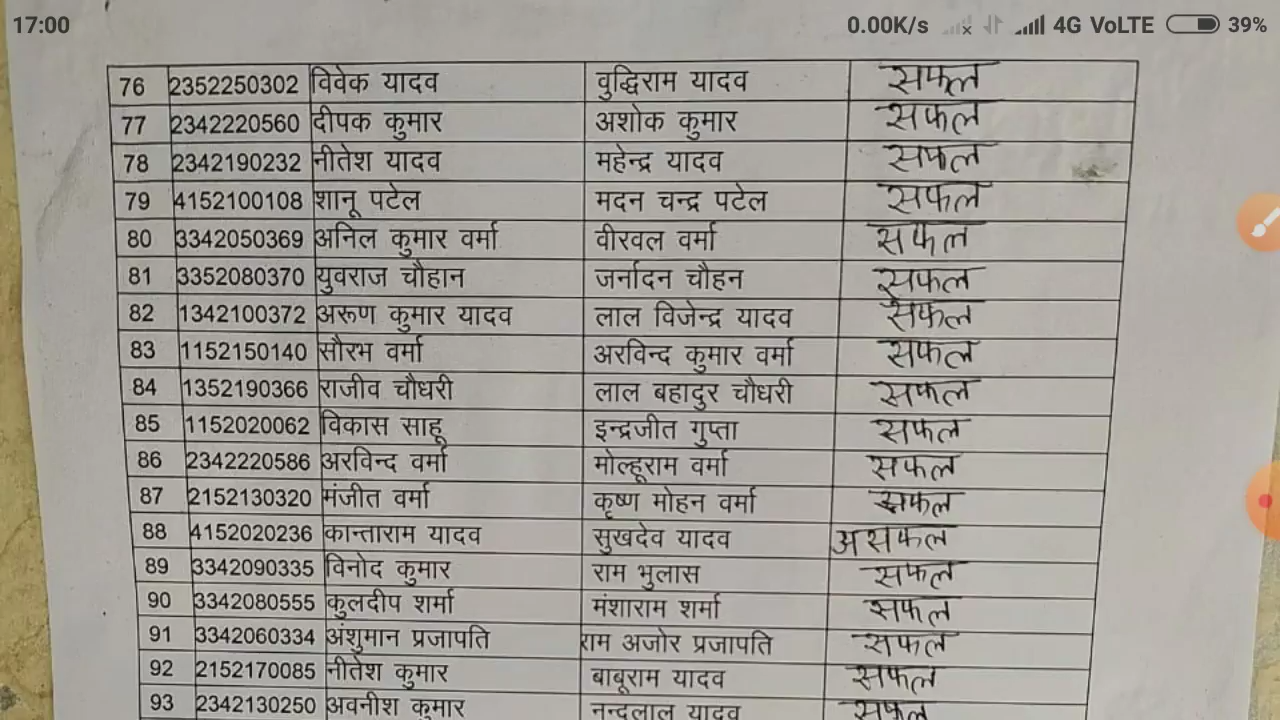 17:00 0.00K/s 4G VoLTE 39%
76 2352250302 विवेक यादव वुद्धिराम यादव सफल
77 2342220560 दीपक कुमार अशोक कुमार सफल
78 2342190232 नीतेश यादव महेन्द्र यादव सफल
79 4152100108 शानू पटेल मदन चन्द्र पटेल सफल
80 3342050369 अनिल कुमार वर्मा वीरवल वर्मा सफल
81 3352080370 युवराज चौहान जर्नादन चौहन सफल
82 1342100372 अरूण कुमार यादव लाल विजेन्द्र यादव सफल
83 1152150140 सौरभ वर्मा अरविन्द कुमार वर्मा सफल
84 1352190366 राजीव चौधरी लाल बहादुर चौधरी सफल
85 1152020062 विकास साहू इन्द्रजीत गुप्ता सफल
86 2342220586 अरविन्द वर्मा मोल्हूराम वर्मा सफल
87 2152130320 मंजीत वर्मा कृष्ण मोहन वर्मा सफल
88 4152020236 कान्ताराम यादव सुखदेव यादव असफल
89 3342090335 विनोद कुमार राम भुलास सफल
90 3342080555 कुलदीप शर्मा मंशाराम शर्मा सफल
91 3342060334 अंशुमान प्रजापति राम अजोर प्रजापति सफल
92 2152170085 नीतेश कुमार बाबूराम यादव सफल
93 2342130250 अवनीश कुमार नन्दलाल यादव सफल